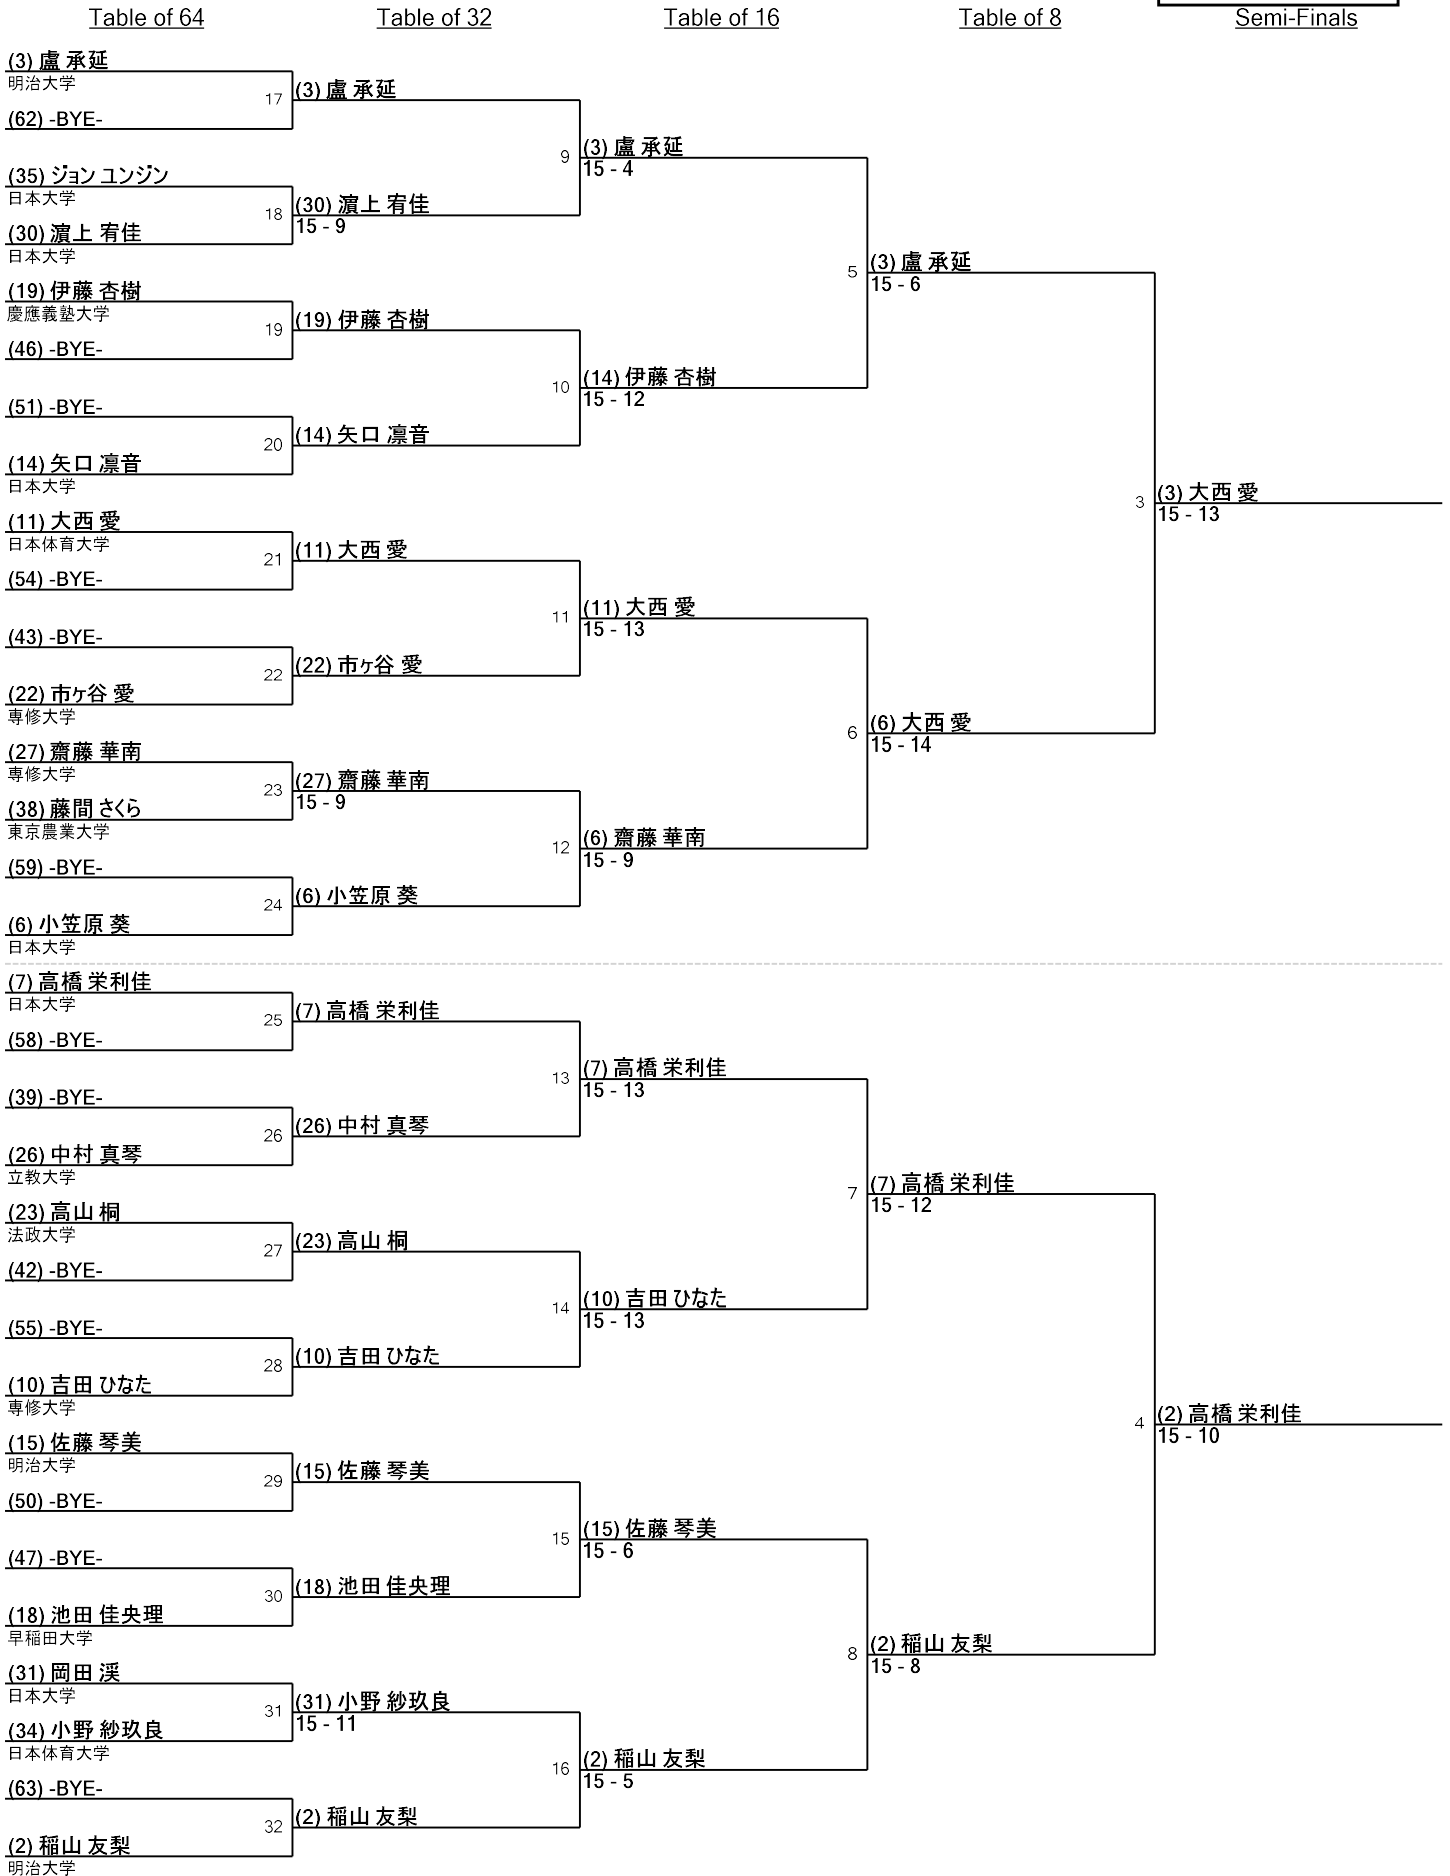 Table of 64
Table of 32
Table of 16
Table of 8
Semi-Finals
(3) 盧 承延
明治大学
17
(62) -BYE-
(3) 盧 承延
(35) ジョン ユンジン
日本大学
18
(30) 濵上 宥佳
日本大学
(30) 濵上 宥佳
15 - 9
9
(3) 盧 承延
15 - 4
(19) 伊藤 杏樹
慶應義塾大学
19
(46) -BYE-
(19) 伊藤 杏樹
(51) -BYE-
20
(14) 矢口 凛音
日本大学
(14) 矢口 凛音
10
(14) 伊藤 杏樹
15 - 12
5
(3) 盧 承延
15 - 6
(11) 大西 愛
日本体育大学
21
(54) -BYE-
(11) 大西 愛
(43) -BYE-
22
(22) 市ヶ谷 愛
専修大学
(22) 市ヶ谷 愛
11
(11) 大西 愛
15 - 13
(27) 齋藤 華南
専修大学
23
(38) 藤間 さくら
東京農業大学
(27) 齋藤 華南
15 - 9
(59) -BYE-
24
(6) 小笠原 葵
日本大学
(6) 小笠原 葵
12
(6) 齋藤 華南
15 - 9
6
(6) 大西 愛
15 - 14
3
(3) 大西 愛
15 - 13
(7) 高橋 栄利佳
日本大学
25
(58) -BYE-
(7) 高橋 栄利佳
(39) -BYE-
26
(26) 中村 真琴
立教大学
(26) 中村 真琴
13
(7) 高橋 栄利佳
15 - 13
(23) 高山 桐
法政大学
27
(42) -BYE-
(23) 高山 桐
(55) -BYE-
28
(10) 吉田 ひなた
専修大学
(10) 吉田 ひなた
14
(10) 吉田 ひなた
15 - 13
7
(7) 高橋 栄利佳
15 - 12
(15) 佐藤 琴美
明治大学
29
(50) -BYE-
(15) 佐藤 琴美
(47) -BYE-
30
(18) 池田 佳央理
早稲田大学
(18) 池田 佳央理
15
(15) 佐藤 琴美
15 - 6
(31) 岡田 渓
日本大学
31
(34) 小野 紗玖良
日本体育大学
(31) 小野 紗玖良
15 - 11
(63) -BYE-
32
(2) 稲山 友梨
明治大学
(2) 稲山 友梨
16
(2) 稲山 友梨
15 - 5
8
(2) 稲山 友梨
15 - 8
4
(2) 高橋 栄利佳
15 - 10